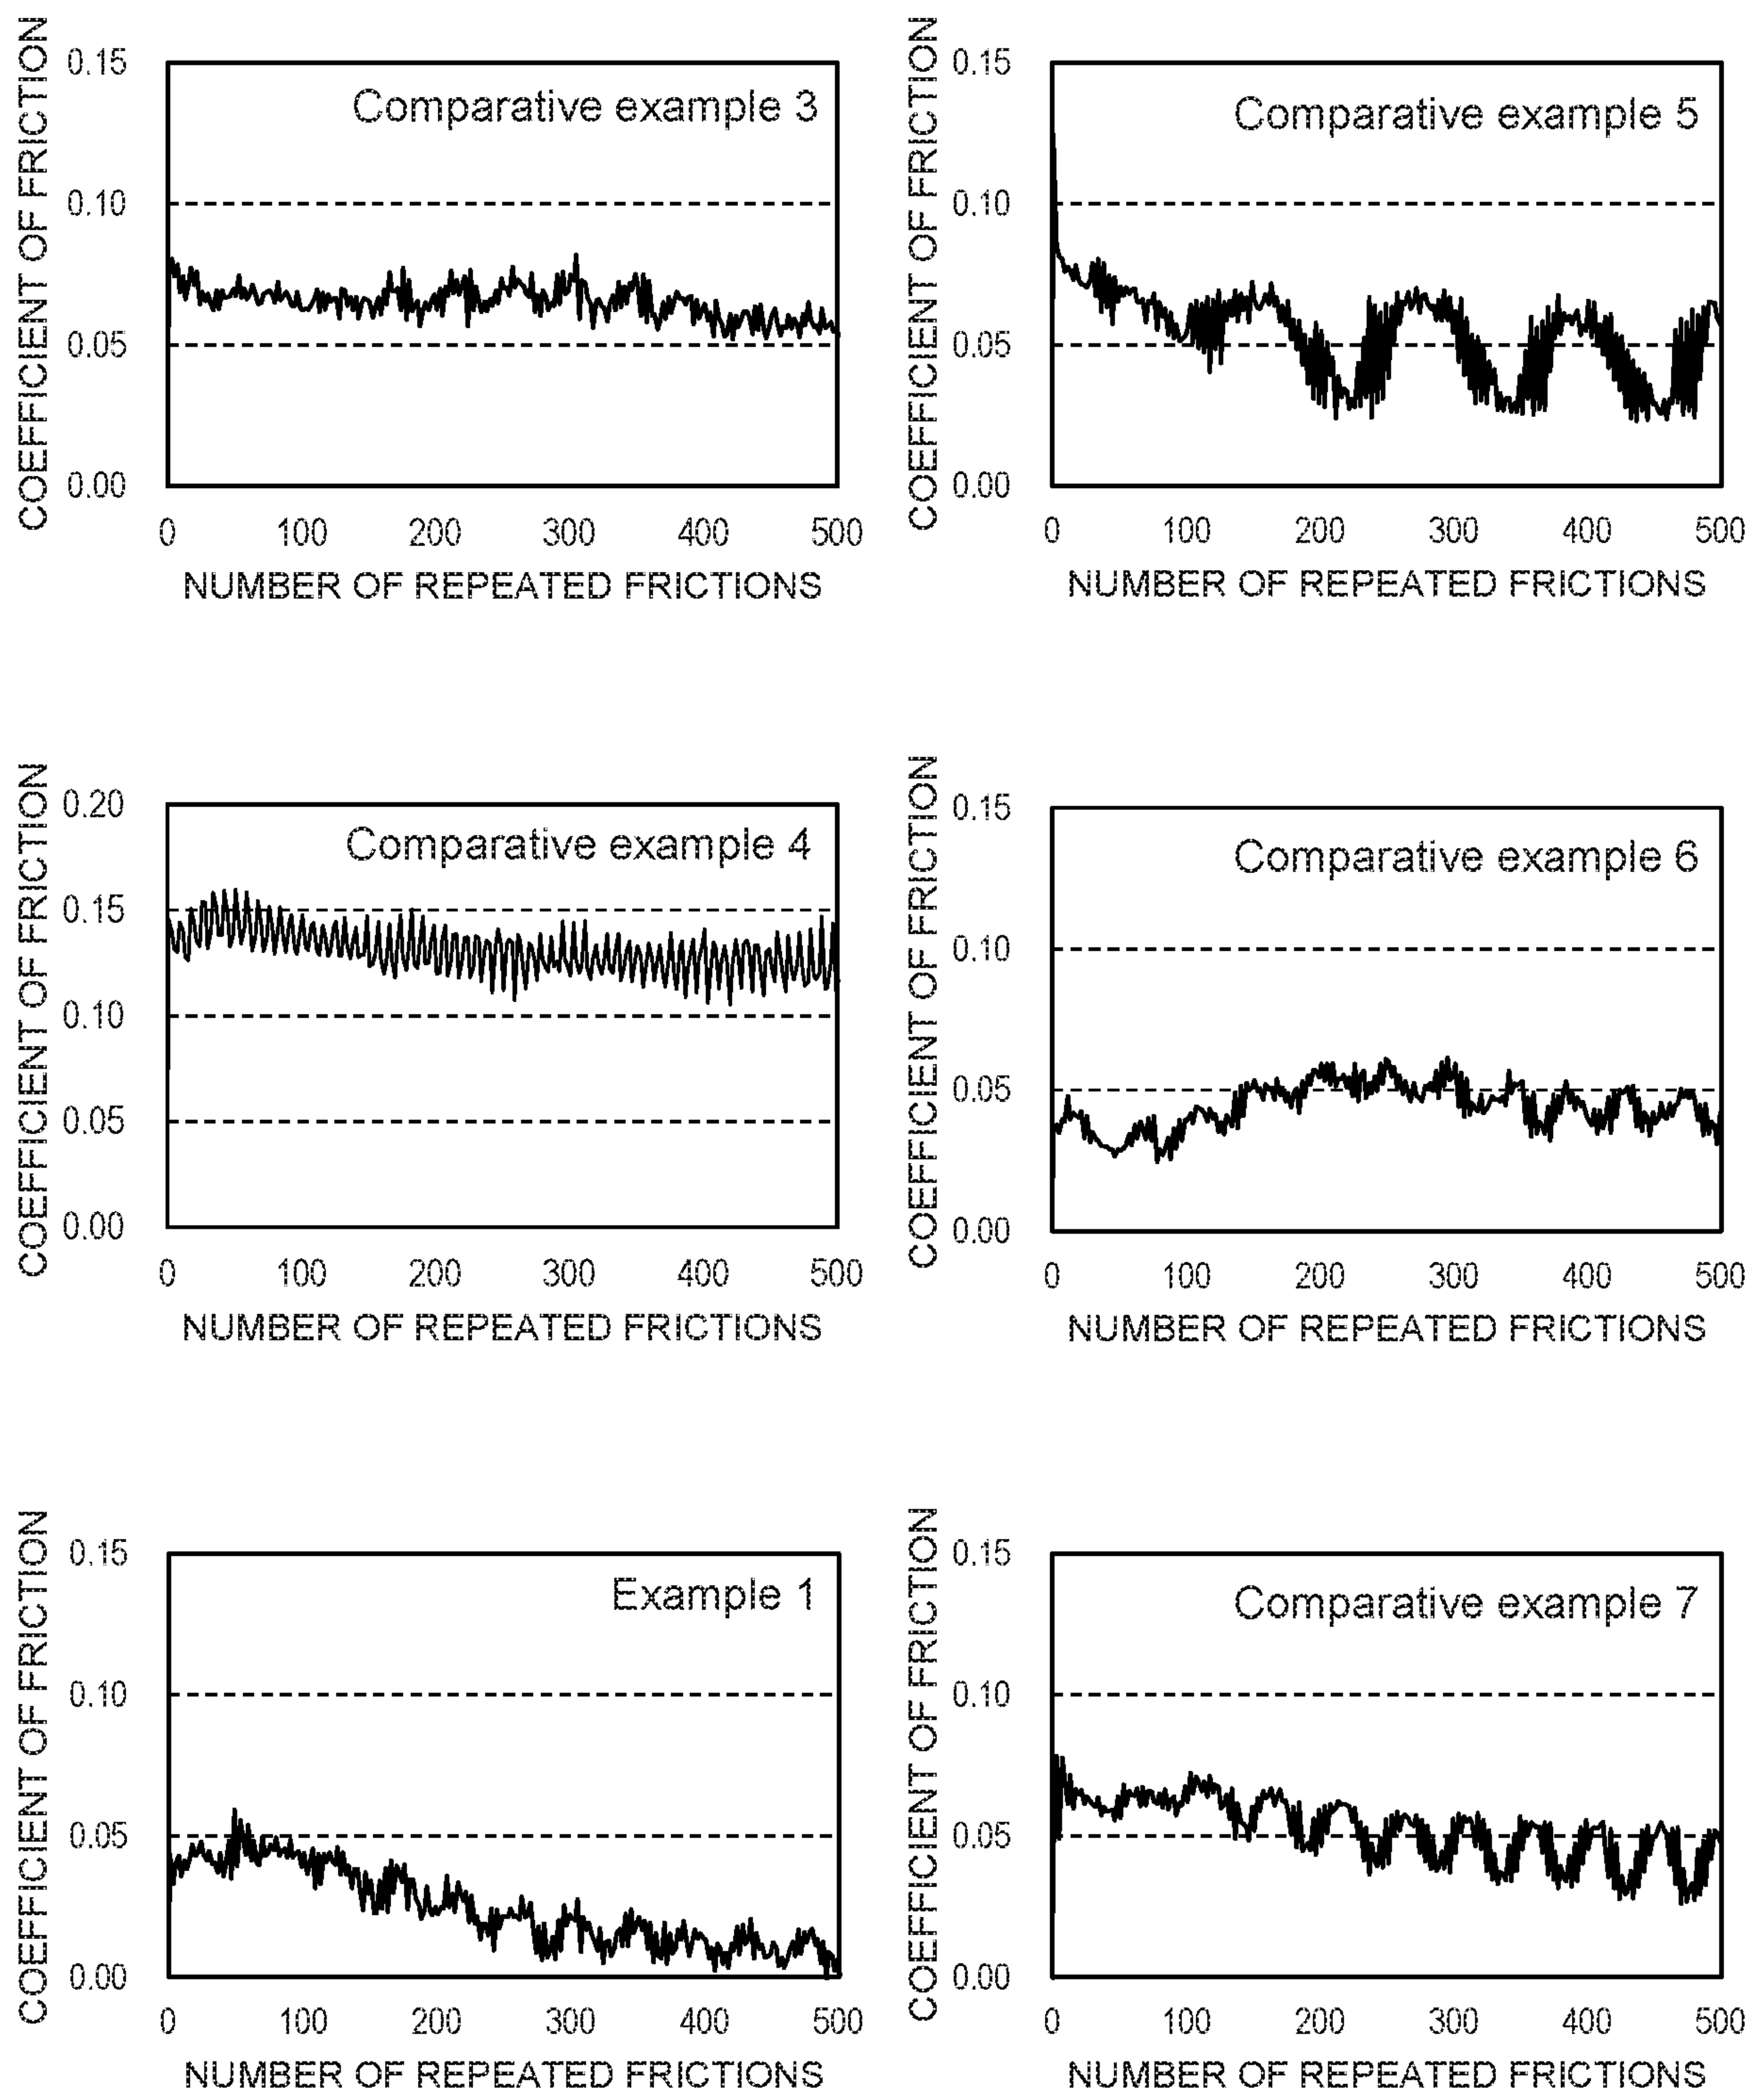 COEFFICIENT OF FRICTION
0.15
0.10
0.05
0.00
Comparative example 3
0 100 200 300 400 500
NUMBER OF REPEATED FRICTIONS
COEFFICIENT OF FRICTION
0.15
0.10
0.05
0.00
Comparative example 5
0 100 200 300 400 500
NUMBER OF REPEATED FRICTIONS
COEFFICIENT OF FRICTION
0.20
0.15
0.10
0.05
0.00
Comparative example 4
0 100 200 300 400 500
NUMBER OF REPEATED FRICTIONS
COEFFICIENT OF FRICTION
0.15
0.10
0.05
0.00
Comparative example 6
0 100 200 300 400 500
NUMBER OF REPEATED FRICTIONS
COEFFICIENT OF FRICTION
0.15
0.10
0.05
0.00
Example 1
0 100 200 300 400 500
NUMBER OF REPEATED FRICTIONS
COEFFICIENT OF FRICTION
0.15
0.10
0.05
0.00
Comparative example 7
0 100 200 300 400 500
NUMBER OF REPEATED FRICTIONS